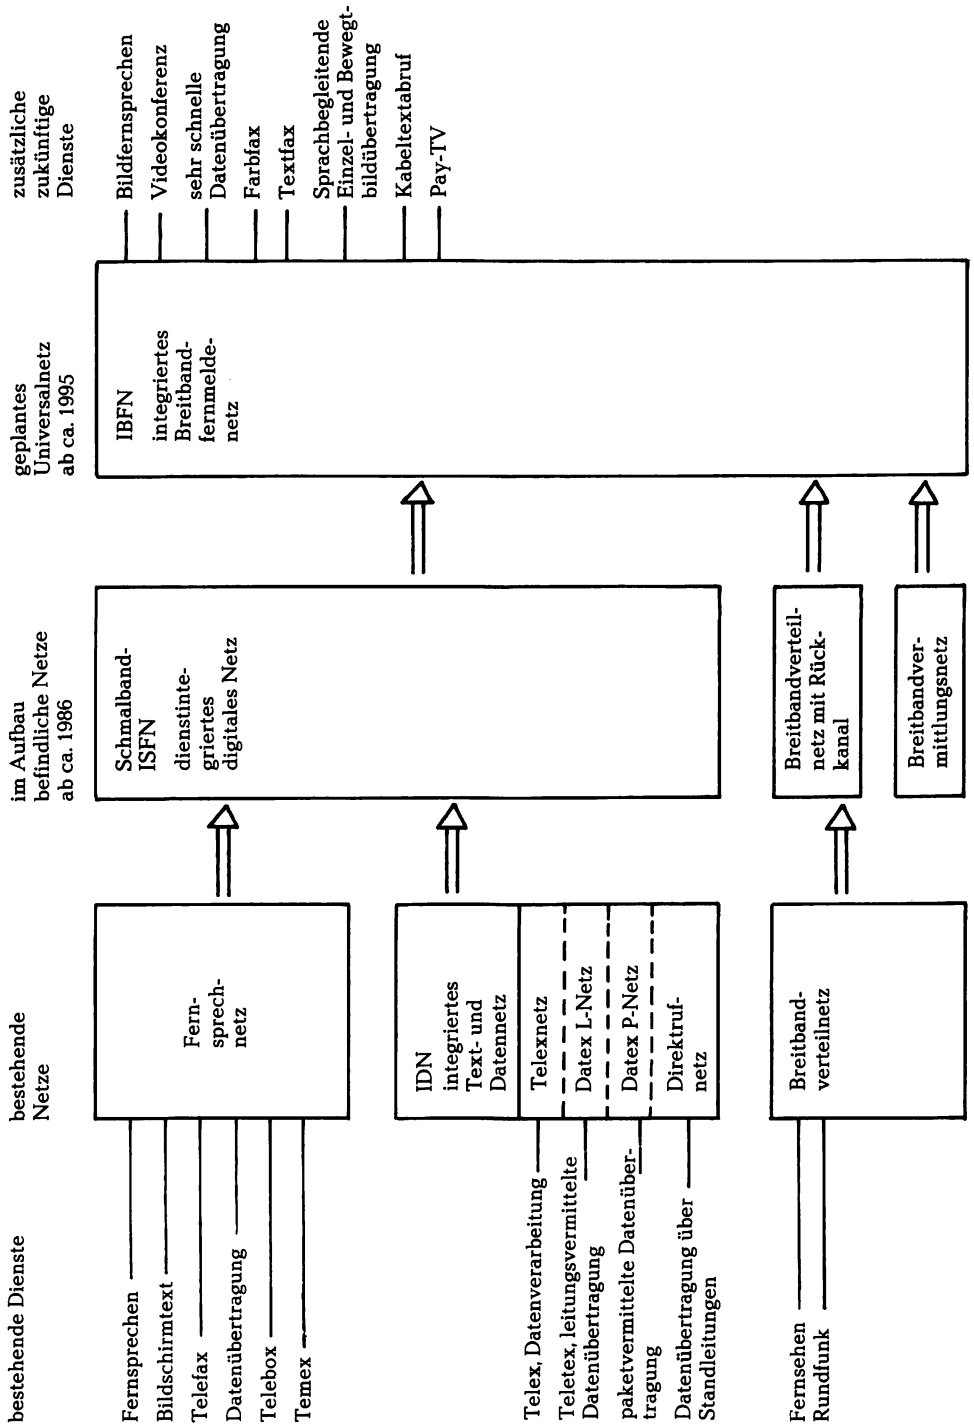 bestehende Dienste
Fernsprechen
Bildschirmtext
Telefax
Datenübertragung
Telebox
Temex
Telex, Datenverarbeitung
Teletex, leitungsvermittelte
Datenübertragung
paketvermittelte Datenüber-
tragung
Datenübertragung über
Standleitungen
Fernsehen
Rundfunk
bestehende
Netze
Fern-
sprech-
netz
IDN
integriertes
Text- und
Datennetz
Telexnetz
Datex L-Netz
Datex P-Netz
Direktruf-
netz
Breitband-
verteilnetz
im Aufbau
befindliche Netze
ab ca. 1986
Schmalband-
ISFN
dienstinte-
griertes
digitales Netz
Breitbandverteil-
netz mit Rück-
kanal
Breitbandver-
mittlungsnetz
geplantes
Universalnetz
ab ca. 1995
IBFN
integriertes
Breitband-
fernmelde-
netz
zusätzliche
zukünftige
Dienste
Bildfernsprechen
Videokonferenz
sehr schnelle
Datenübertragung
Farbfax
Textfax
Sprachbegleitende
Einzel- und Bewegt-
bildübertragung
Kabeltextabruf
Pay-TV